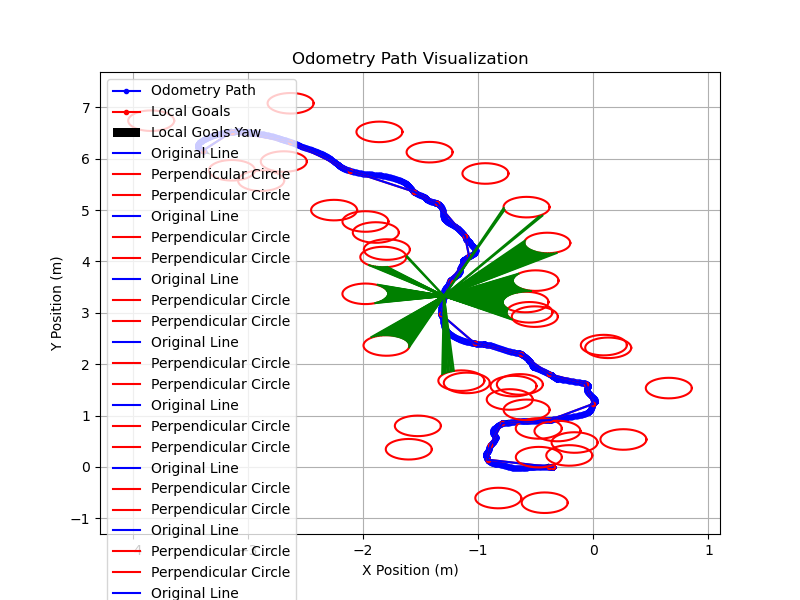 Odometry Path Visualization
Odometry Path
Local Goals
Local Goals Yaw
Original Line
Perpendicular Circle
Perpendicular Circle
Original Line
Perpendicular Circle
Perpendicular Circle
Original Line
Perpendicular Circle
Perpendicular Circle
Original Line
Perpendicular Circle
Perpendicular Circle
Original Line
Perpendicular Circle
Perpendicular Circle
Original Line
Perpendicular Circle
Perpendicular Circle
Original Line
Perpendicular Circle
Perpendicular Circle
Original Line
7
6
5
4
3
2
1
0
−1
Y Position (m)
−4 −3 −2 −1 0 1
X Position (m)